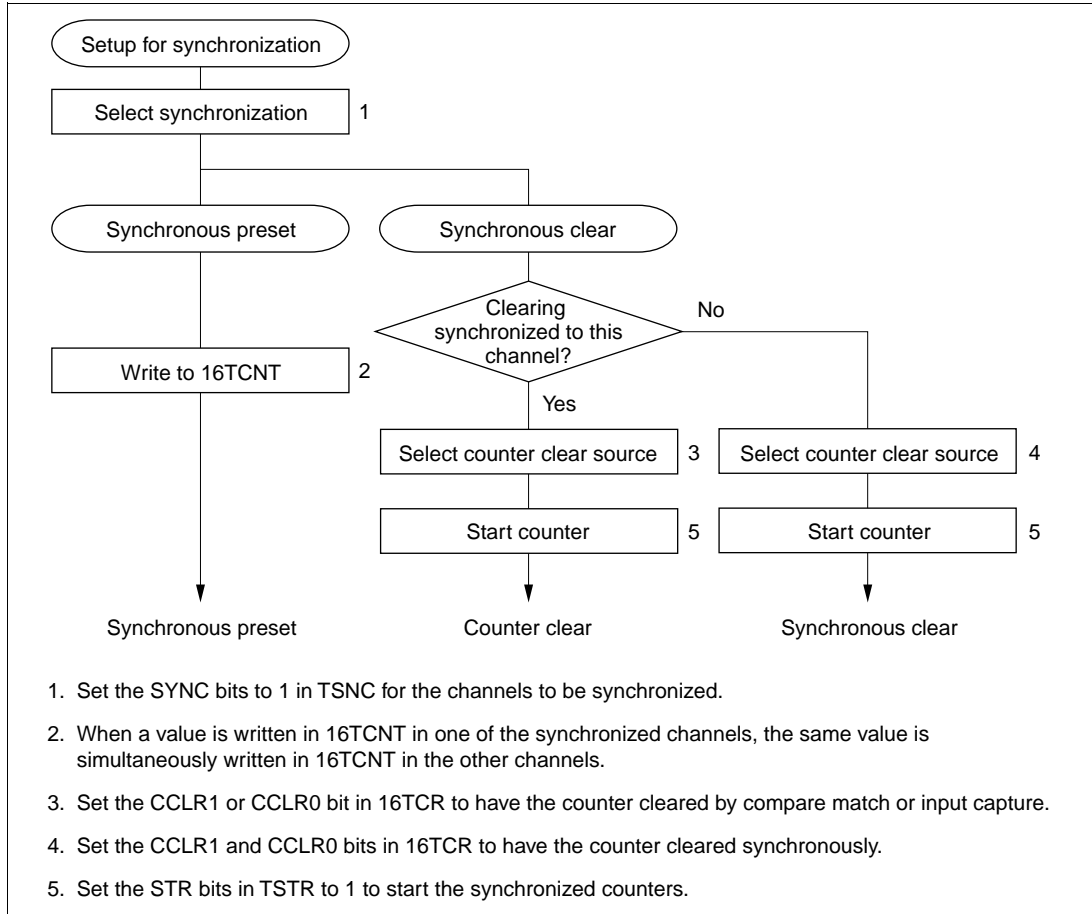 Setup for synchronization
Select synchronization 1
Synchronous preset
Synchronous clear
Clearing
synchronized to this
channel?
No
Yes
Write to 16TCNT 2
Select counter clear source 3
Select counter clear source 4
Start counter 5
Start counter 5
Synchronous preset
Counter clear
Synchronous clear
1. Set the SYNC bits to 1 in TSNC for the channels to be synchronized.
2. When a value is written in 16TCNT in one of the synchronized channels, the same value is
simultaneously written in 16TCNT in the other channels.
3. Set the CCLR1 or CCLR0 bit in 16TCR to have the counter cleared by compare match or input capture.
4. Set the CCLR1 and CCLR0 bits in 16TCR to have the counter cleared synchronously.
5. Set the STR bits in TSTR to 1 to start the synchronized counters.